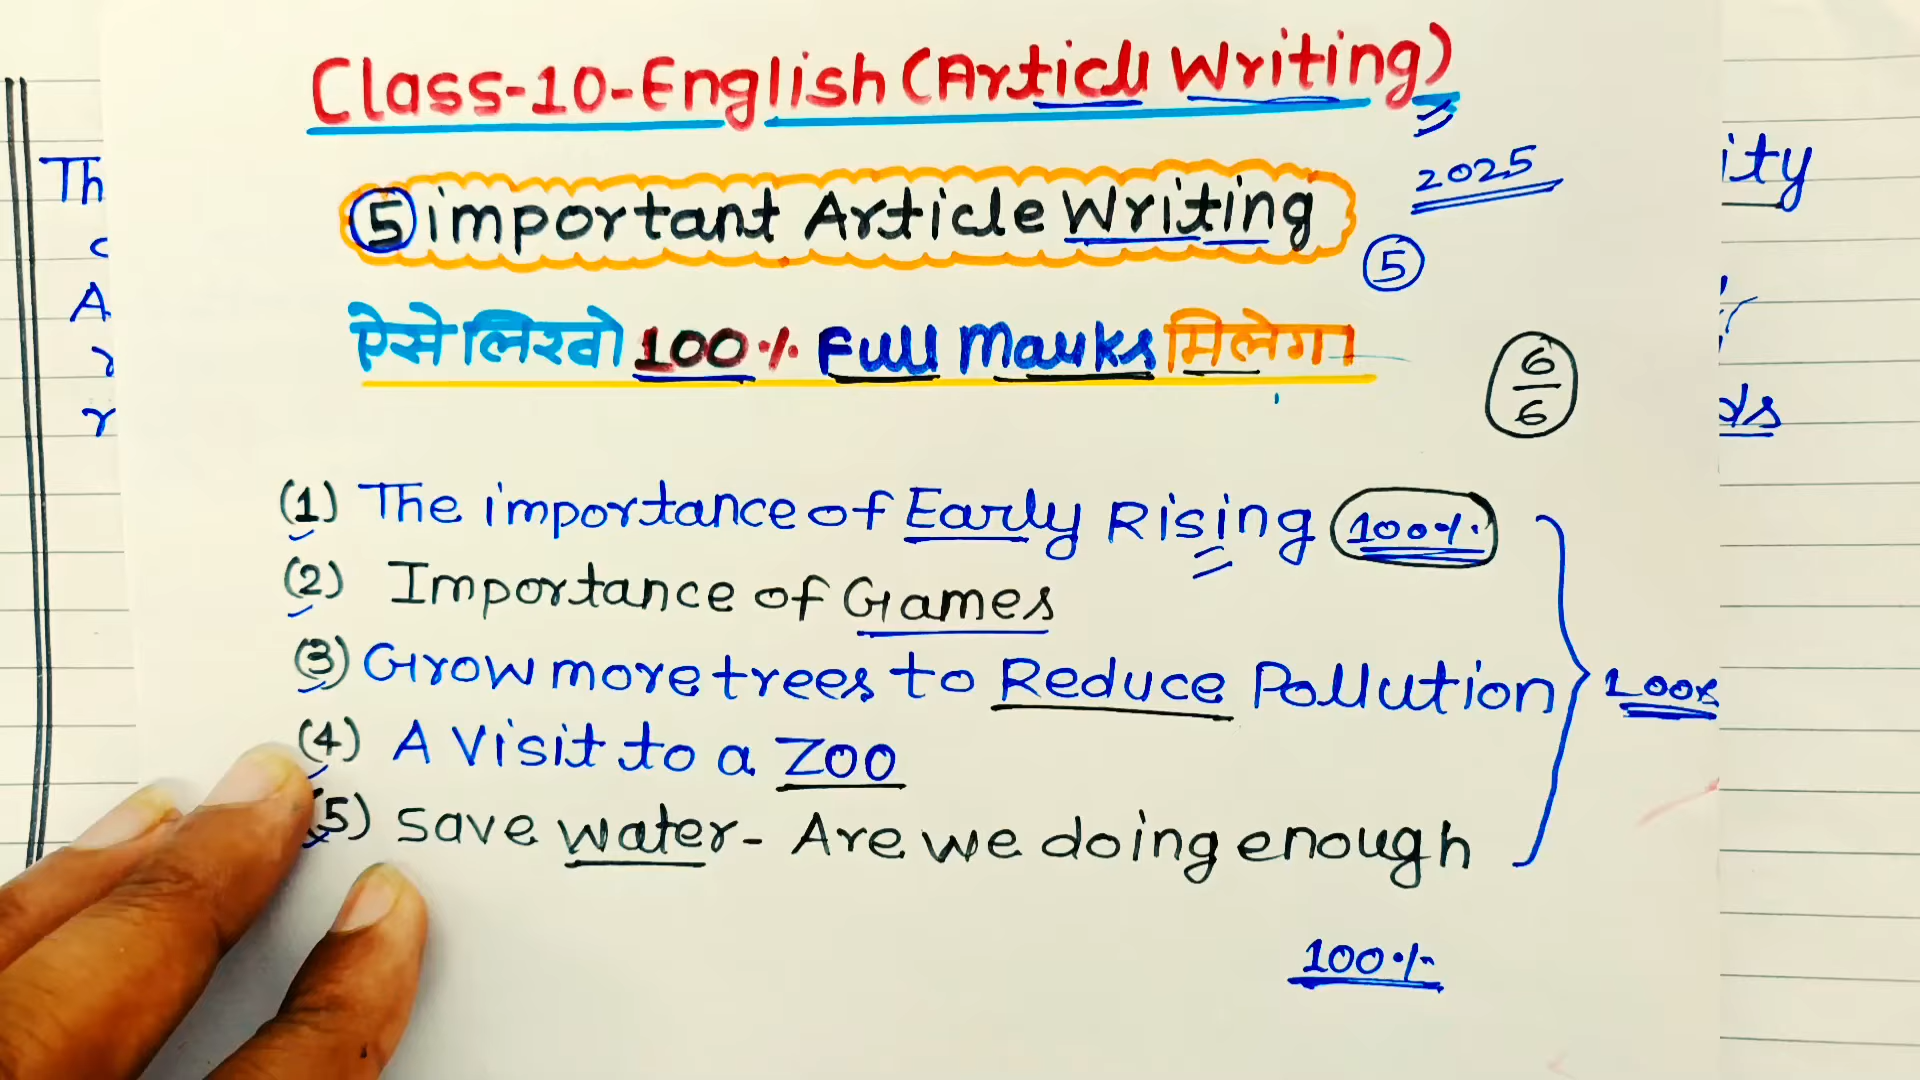 Class-10-English (Article Writing)
2025
5 important Article Writing
5
ऐसे लिखो 100% Full Marks मिलेगा
6/6
(1) The importance of Early Rising 100%
(2) Importance of Games
(3) Grow more trees to Reduce Pollution 100%
(4) A Visit to a Zoo
(5) Save water - Are we doing enough
100%
Th
ity